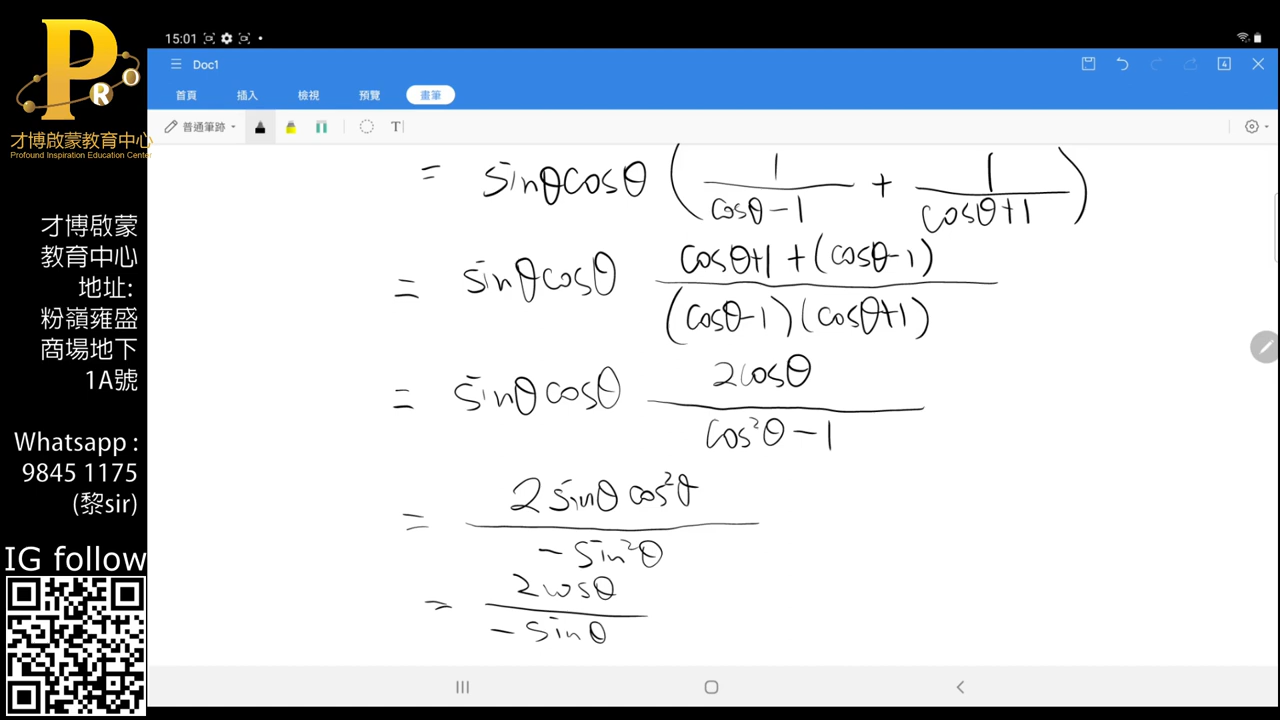 15:01
Doc1
首頁 插入 檢視 預覽 畫筆
普通筆跡 T
4
PRO
才博啟蒙教育中心
Profound Inspiration Education Center
才博啟蒙
教育中心
地址:
粉嶺雍盛
商場地下
1A號
Whatsapp :
9845 1175
(黎sir)
IG follow
= sinθcosθ ( 1/(cosθ-1) + 1/(cosθ+1) )
= sinθcosθ (cosθ+1 + (cosθ-1))/((cosθ-1)(cosθ+1))
= sinθcosθ 2cosθ/(cos²θ-1)
= 2sinθcos²θ/(-sin²θ)
= 2cosθ/(-sinθ)